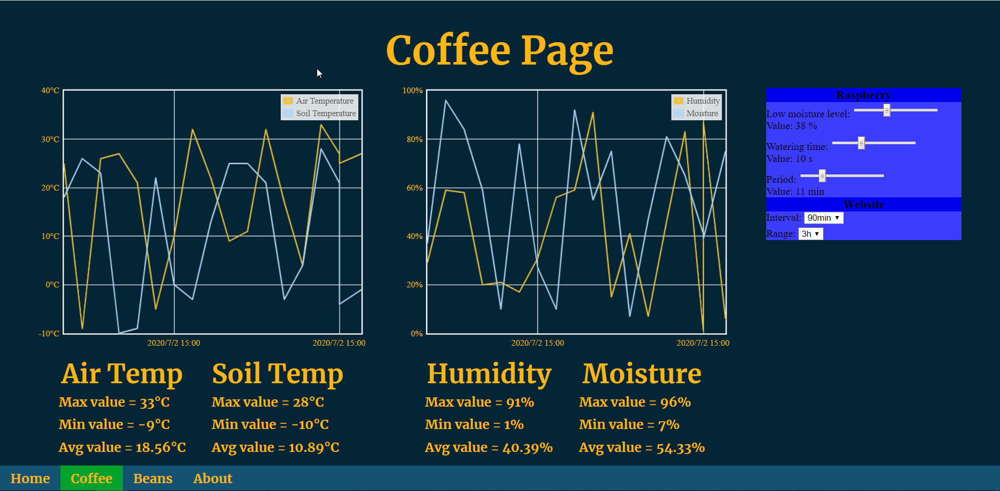 Coffee Page
40°C
30°C
20°C
10°C
0°C
-10°C
Air Temperature
Soil Temperature
2020/7/2 15:00
2020/7/2 15:00
100%
80%
60%
40%
20%
0%
Humidity
Moisture
2020/7/2 15:00
2020/7/2 15:00
Raspberry
Low moisture level:
Value: 38 %
Watering time:
Value: 10 s
Period:
Value: 11 min
Website
Interval: 90min
Range: 3h
Air Temp
Max value = 33°C
Min value = -9°C
Avg value = 18.56°C
Soil Temp
Max value = 28°C
Min value = -10°C
Avg value = 10.89°C
Humidity
Max value = 91%
Min value = 1%
Avg value = 40.39%
Moisture
Max value = 96%
Min value = 7%
Avg value = 54.33%
Home Coffee Beans About